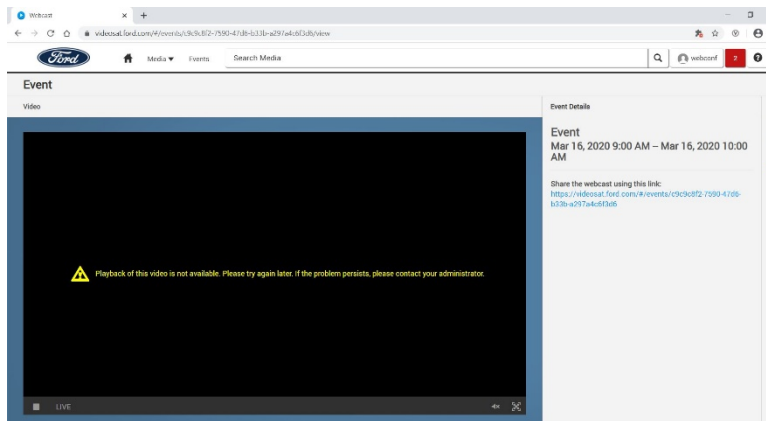 Webcast
videosat.ford.com/#/events/c9c9c8f2-7590-47d6-b33b-a297a4c6f3d6/view
Ford
Media ▼ Events Search Media webconf 2
Event
Video
Event Details
Event
Mar 16, 2020 9:00 AM – Mar 16, 2020 10:00
AM
Share the webcast using this link:
https://videosat.ford.com/#/events/c9c9c8f2-7590-47d6-
b33b-a297a4c6f3d6
Playback of this video is not available. Please try again later. If the problem persists, please contact your administrator.
LIVE